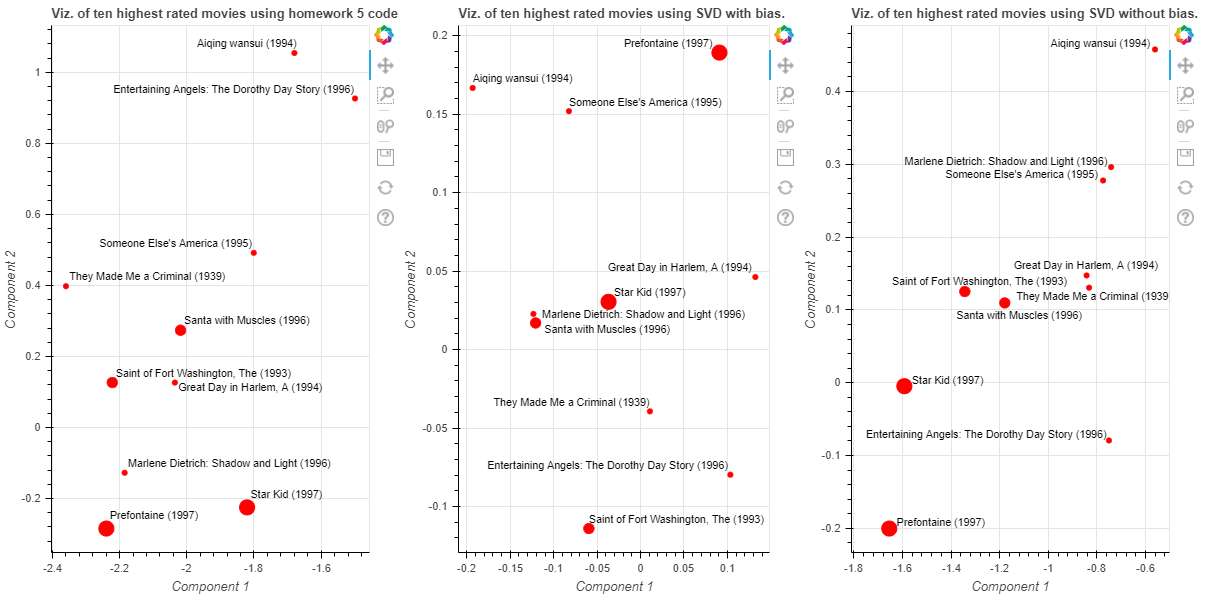 Viz. of ten highest rated movies using homework 5 code
Aiqing wansui (1994)
Entertaining Angels: The Dorothy Day Story (1996)
Someone Else's America (1995)
They Made Me a Criminal (1939)
Santa with Muscles (1996)
Saint of Fort Washington, The (1993)
Great Day in Harlem, A (1994)
Marlene Dietrich: Shadow and Light (1996)
Star Kid (1997)
Prefontaine (1997)
1
0.8
0.6
0.4
0.2
0
-0.2
Component 2
-2.4
-2.2
-2
-1.8
-1.6
Component 1
Viz. of ten highest rated movies using SVD with bias.
Prefontaine (1997)
Aiqing wansui (1994)
Someone Else's America (1995)
Great Day in Harlem, A (1994)
Star Kid (1997)
Marlene Dietrich: Shadow and Light (1996)
Santa with Muscles (1996)
They Made Me a Criminal (1939)
Entertaining Angels: The Dorothy Day Story (1996)
Saint of Fort Washington, The (1993)
0.2
0.15
0.1
0.05
0
-0.05
-0.1
Component 2
-0.2
-0.15
-0.1
-0.05
0
0.05
0.1
Component 1
Viz. of ten highest rated movies using SVD without bias.
Aiqing wansui (1994)
Marlene Dietrich: Shadow and Light (1996)
Someone Else's America (1995)
Great Day in Harlem, A (1994)
Saint of Fort Washington, The (1993)
They Made Me a Criminal (1939
Santa with Muscles (1996)
Star Kid (1997)
Entertaining Angels: The Dorothy Day Story (1996)
Prefontaine (1997)
0.4
0.3
0.2
0.1
0
-0.1
-0.2
Component 2
-1.8
-1.6
-1.4
-1.2
-1
-0.8
-0.6
Component 1